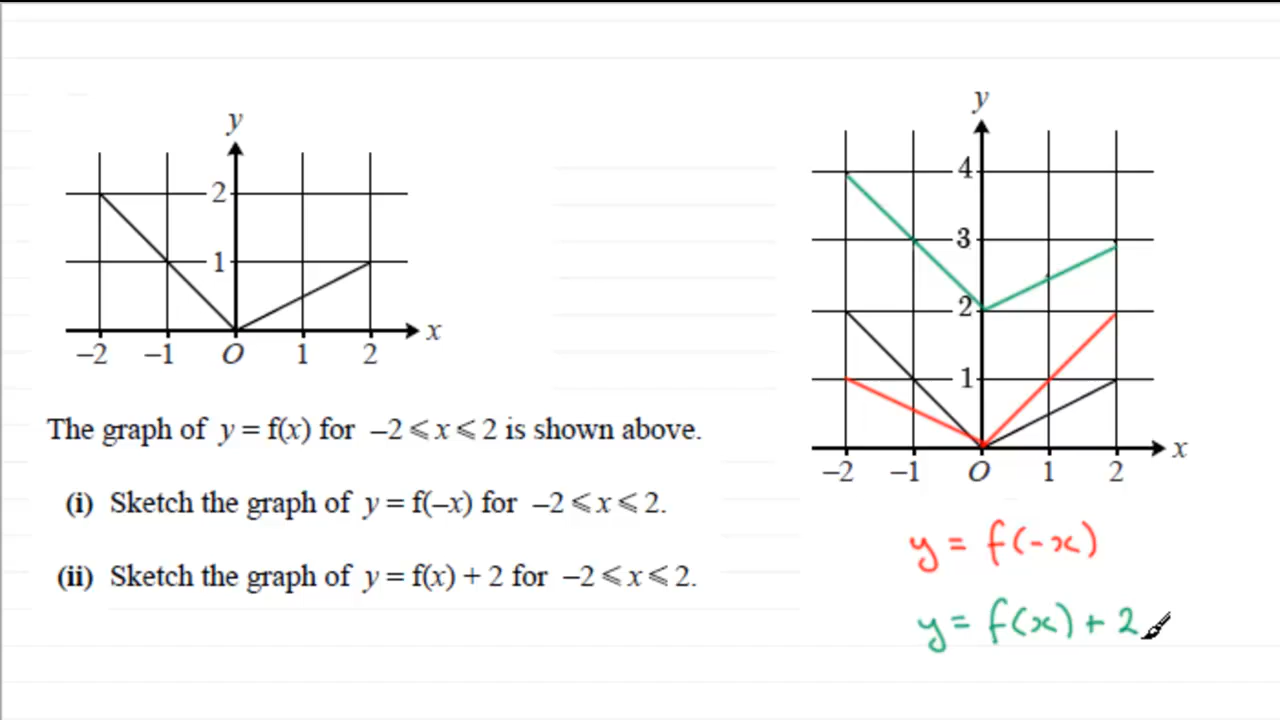 y
2
1
x
−2 −1 O 1 2
The graph of y = f(x) for −2 ⩽ x ⩽ 2 is shown above.
(i) Sketch the graph of y = f(−x) for −2 ⩽ x ⩽ 2.
(ii) Sketch the graph of y = f(x) + 2 for −2 ⩽ x ⩽ 2.
y
4
3
2
1
x
−2 −1 O 1 2
y = f(-x)
y = f(x) + 2